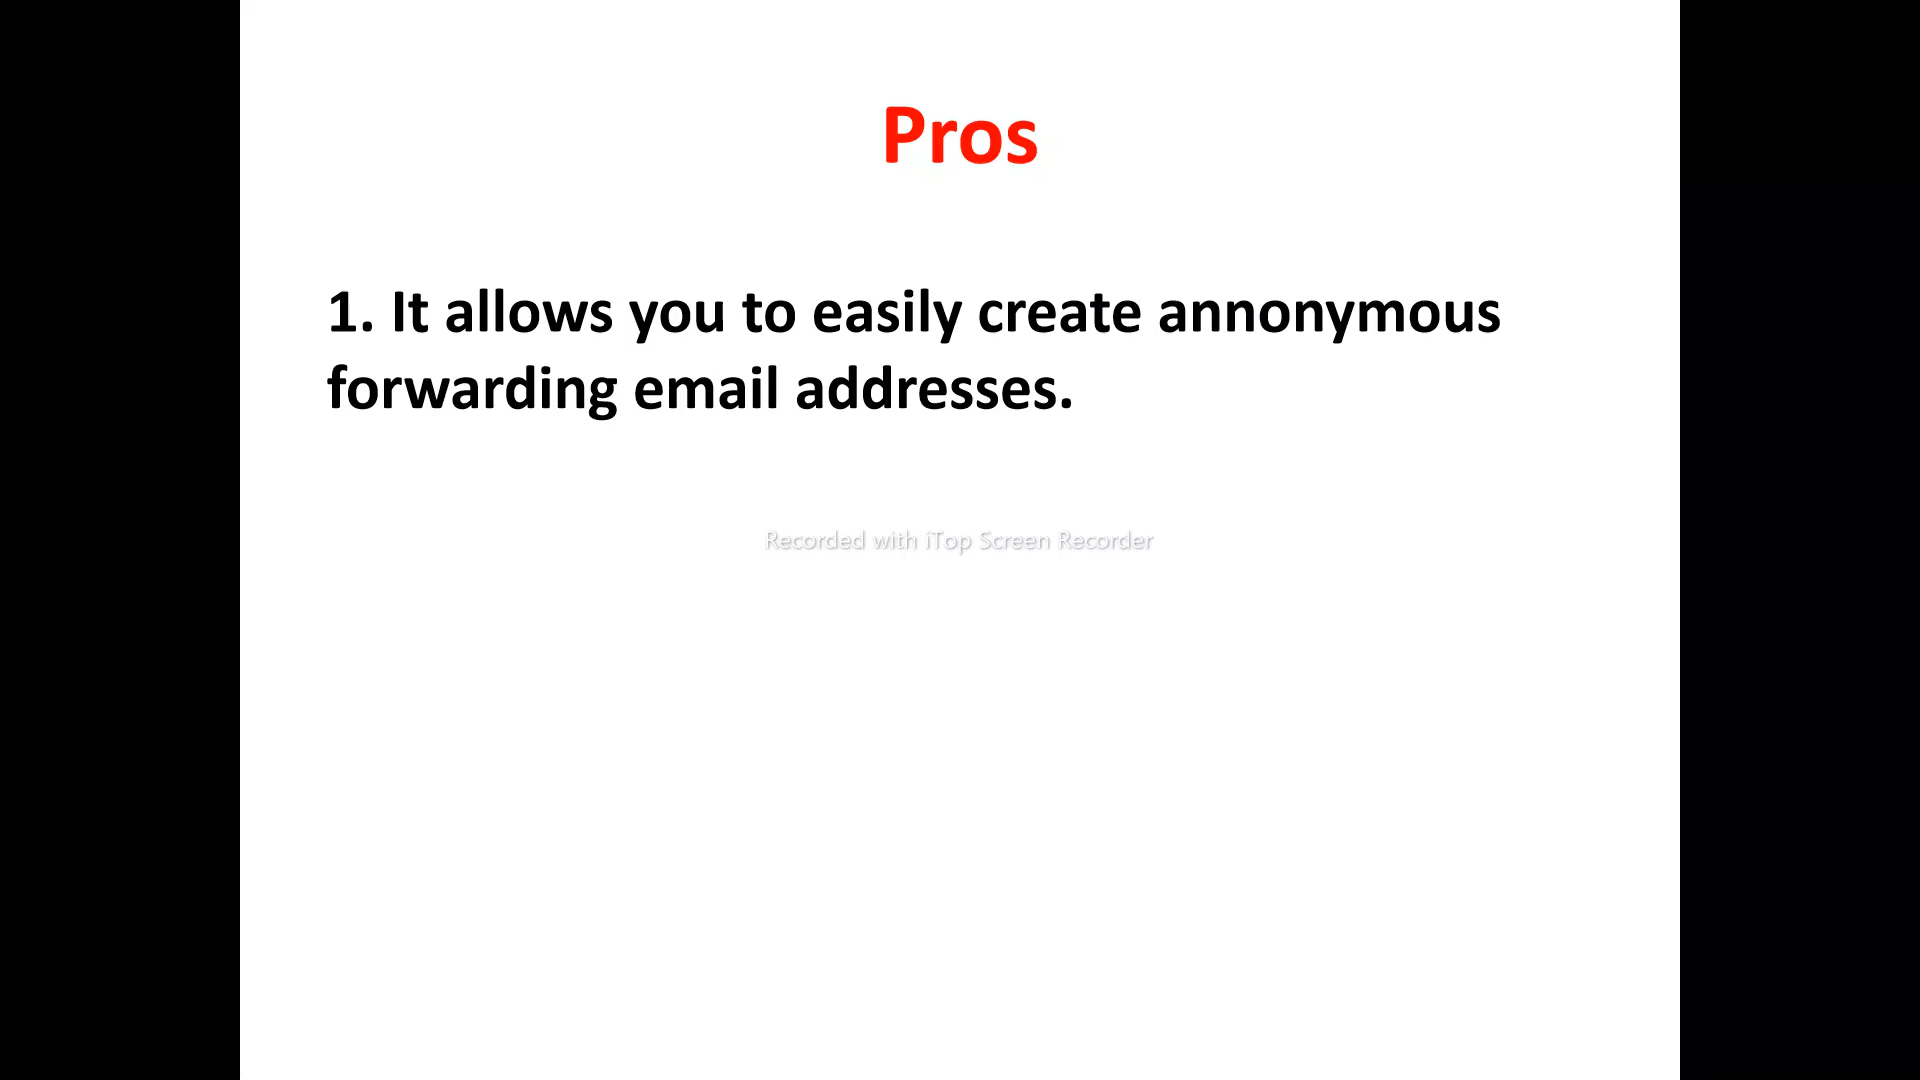 Pros
1. It allows you to easily create annonymous
forwarding email addresses.
Recorded with iTop Screen Recorder